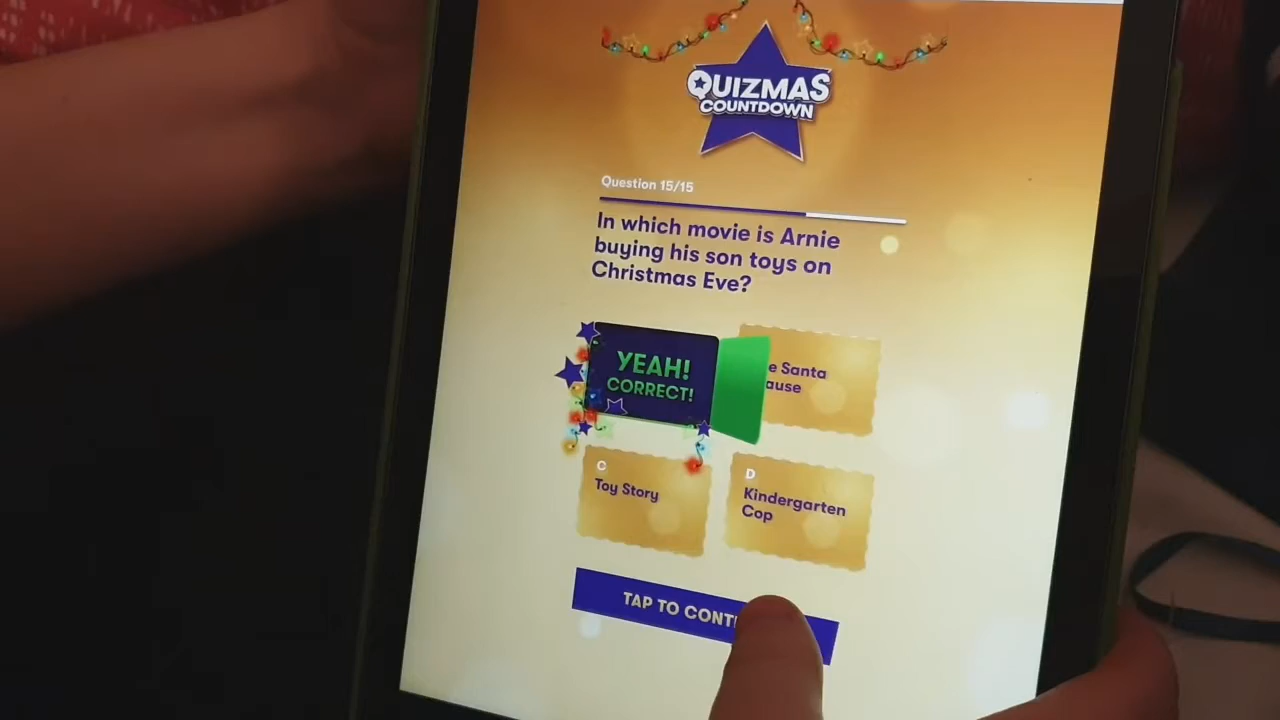 QUIZMAS
COUNTDOWN
Question 15/15
In which movie is Arnie
buying his son toys on
Christmas Eve?
YEAH!
CORRECT!
e Santa
ause
C
Toy Story
D
Kindergarten
Cop
TAP TO CONT